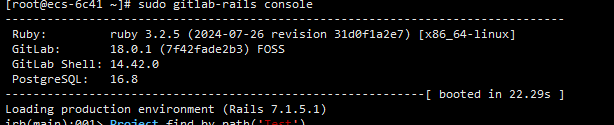 [root@ecs-6c41 ~]# sudo gitlab-rails console
--------------------------------------------------------------------------------
Ruby: ruby 3.2.5 (2024-07-26 revision 31d0f1a2e7) [x86_64-linux]
GitLab: 18.0.1 (7f42fade2b3) FOSS
GitLab Shell: 14.42.0
PostgreSQL: 16.8
------------------------------------------------------------[ booted in 22.29s ]
Loading production environment (Rails 7.1.5.1)
irb(main):001> Project.find_by_path('Test')